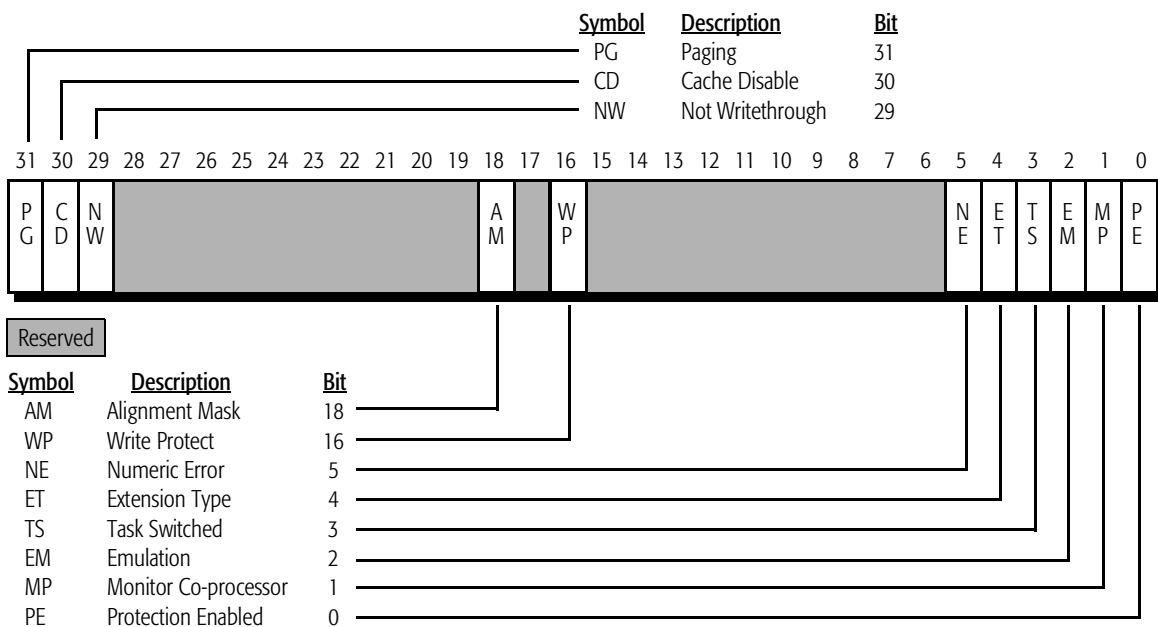 Symbol Description Bit
PG Paging 31
CD Cache Disable 30
NW Not Writethrough 29
31 30 29 28 27 26 25 24 23 22 21 20 19 18 17 16 15 14 13 12 11 10 9 8 7 6 5 4 3 2 1 0
P C N A W N E T E M P
G D W M P E T S M P E
Reserved
Symbol Description Bit
AM Alignment Mask 18
WP Write Protect 16
NE Numeric Error 5
ET Extension Type 4
TS Task Switched 3
EM Emulation 2
MP Monitor Co-processor 1
PE Protection Enabled 0